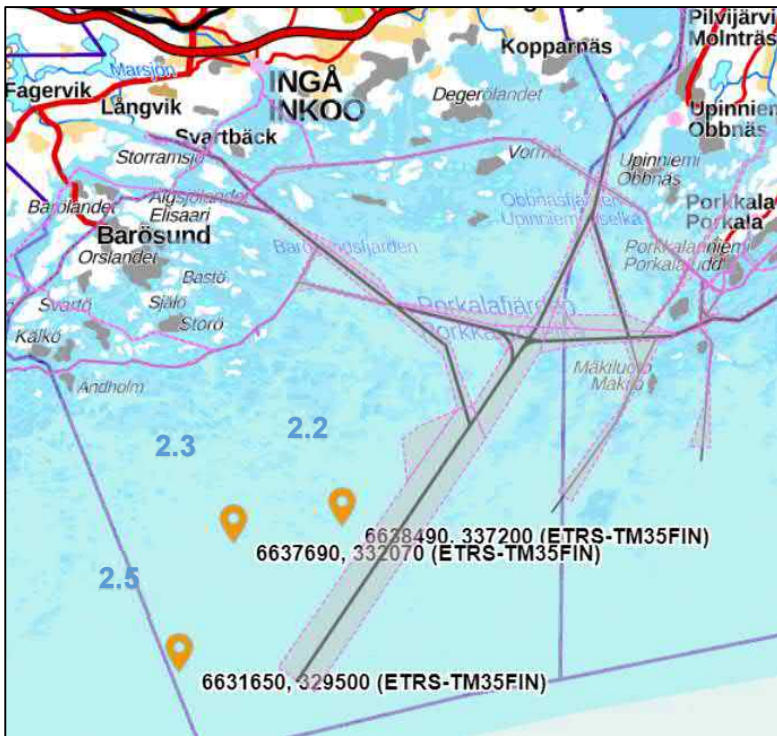 Pilvijärvi
Molnträs
Kopparnäs
Marsjön
INGÅ
INKOO
Fagervik
Långvik
Degerölandet
Upinniemi
Obbnäs
Svartbäck
Storramsjö
Vormö
Upinniemi
Obbnäs
Älgsjölandet
Elisaari
Barölandet
Obbnäsfjärden
Upinniemenselkä
Porkkala
Porkala
Barösund
Barösundsfjärden
Porkkalanniemi
Porkalaudd
Orslandet
Bastö
Svartö
Själö
Storö
Porkalafjärden
Kälkö
Mäkiluoto
Makilo
Andholm
2.3
2.2
6638490, 337200 (ETRS-TM35FIN)
6637690, 332070 (ETRS-TM35FIN)
2.5
6631650, 329500 (ETRS-TM35FIN)